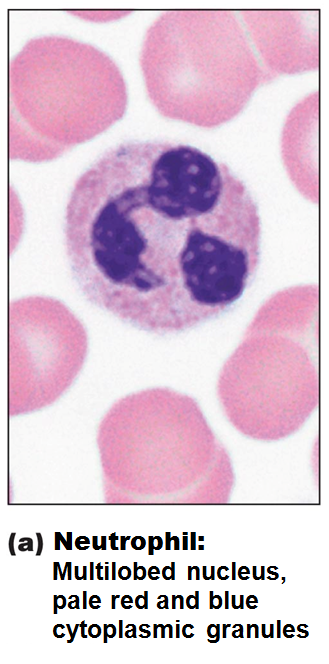 (a) Neutrophil:
Multilobed nucleus,
pale red and blue
cytoplasmic granules